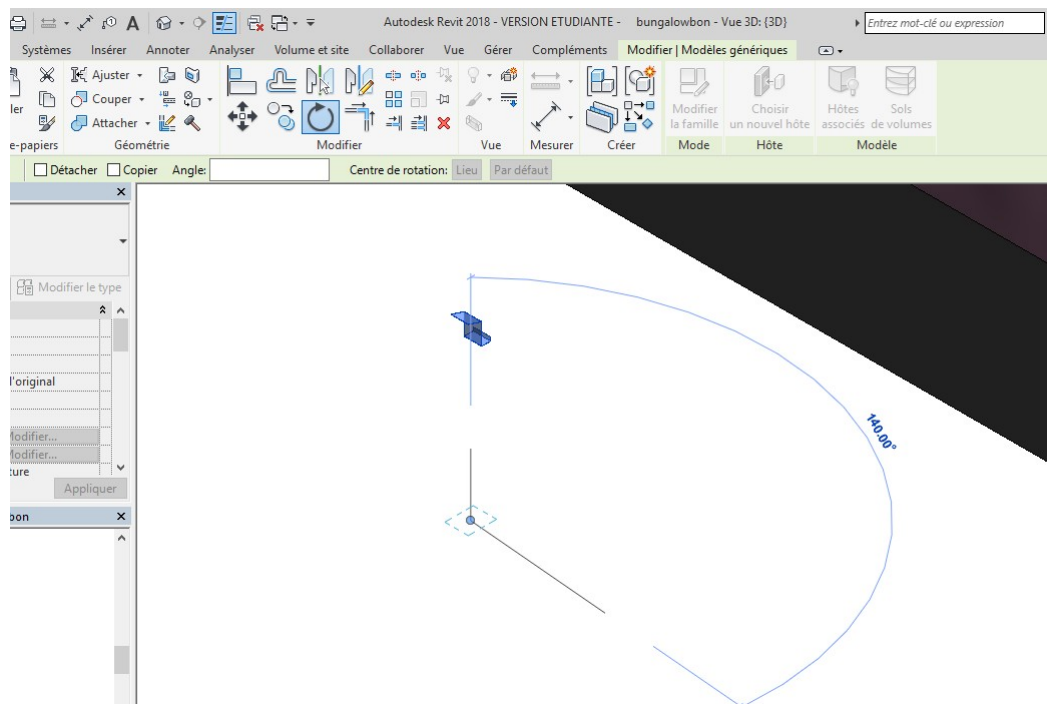 A Autodesk Revit 2018 - VERSION ETUDIANTE - bungalowbon - Vue 3D: {3D} Entrez mot-clé ou expression
Systèmes Insérer Annoter Analyser Volume et site Collaborer Vue Gérer Compléments Modifier | Modèles génériques
Ajuster
ler Couper Modifier la famille Choisir un nouvel hôte Hôtes associés Sols de volumes
Attacher
e-papiers Géométrie Modifier Vue Mesurer Créer Mode Hôte Modèle
Détacher Copier Angle: Centre de rotation: Lieu Par défaut
Modifier le type
l'original
Modifier...
Modifier...
ture
Appliquer
bon
140.00°